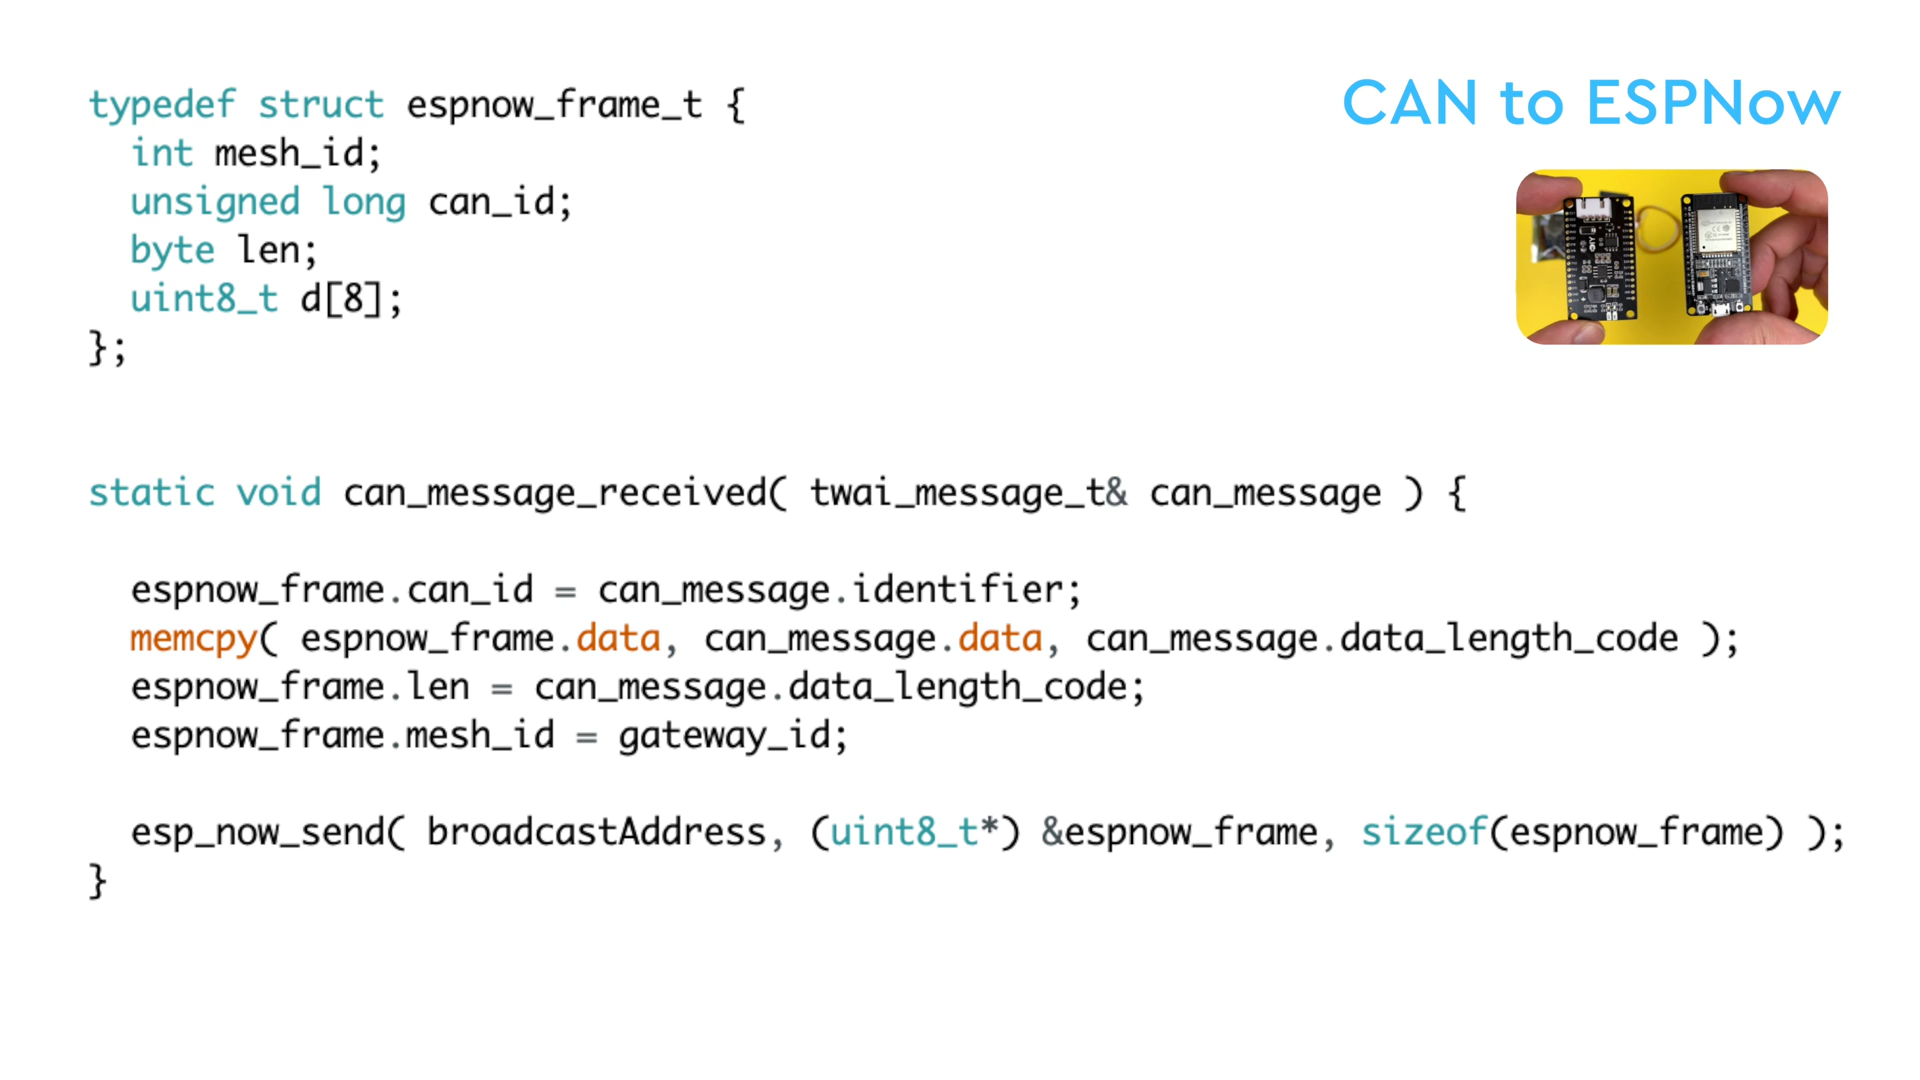 CAN to ESPNow
typedef struct espnow_frame_t {
  int mesh_id;
  unsigned long can_id;
  byte len;
  uint8_t d[8];
};
static void can_message_received( twai_message_t& can_message ) {
  espnow_frame.can_id = can_message.identifier;
  memcpy( espnow_frame.data, can_message.data, can_message.data_length_code );
  espnow_frame.len = can_message.data_length_code;
  espnow_frame.mesh_id = gateway_id;
  esp_now_send( broadcastAddress, (uint8_t*) &espnow_frame, sizeof(espnow_frame) );
}